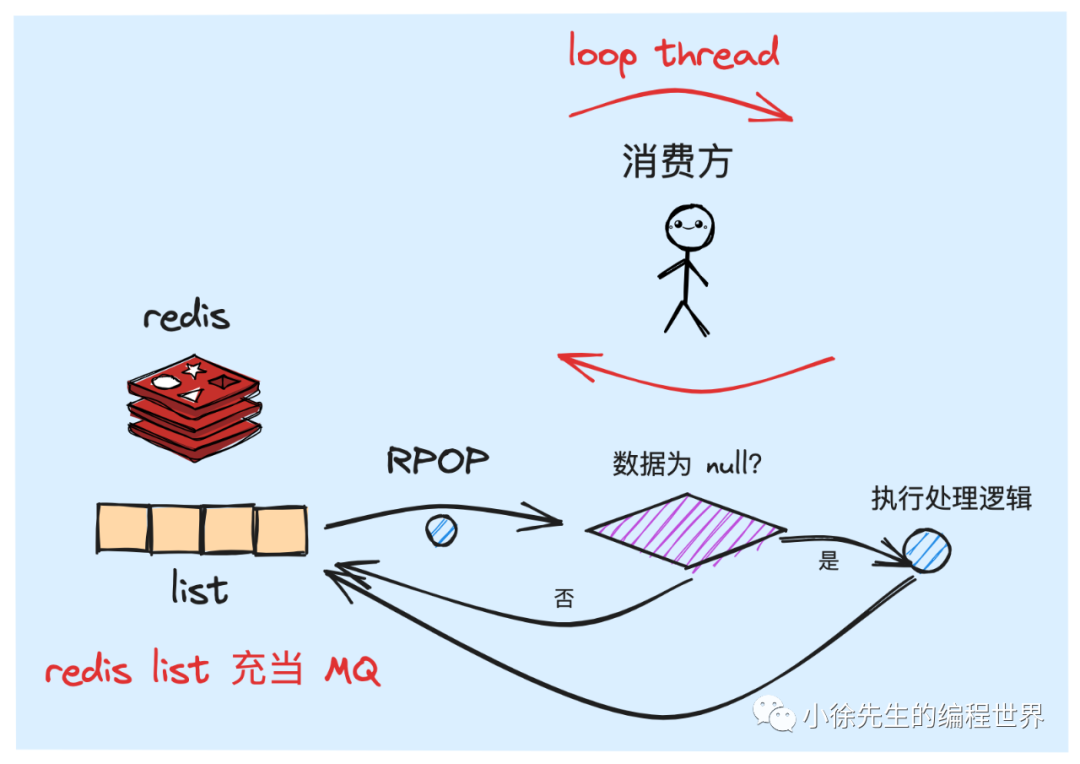 loop thread
消费方
redis
RPOP
数据为 null?
执行处理逻辑
是
否
list
redis list 充当 MQ
小徐先生的编程世界